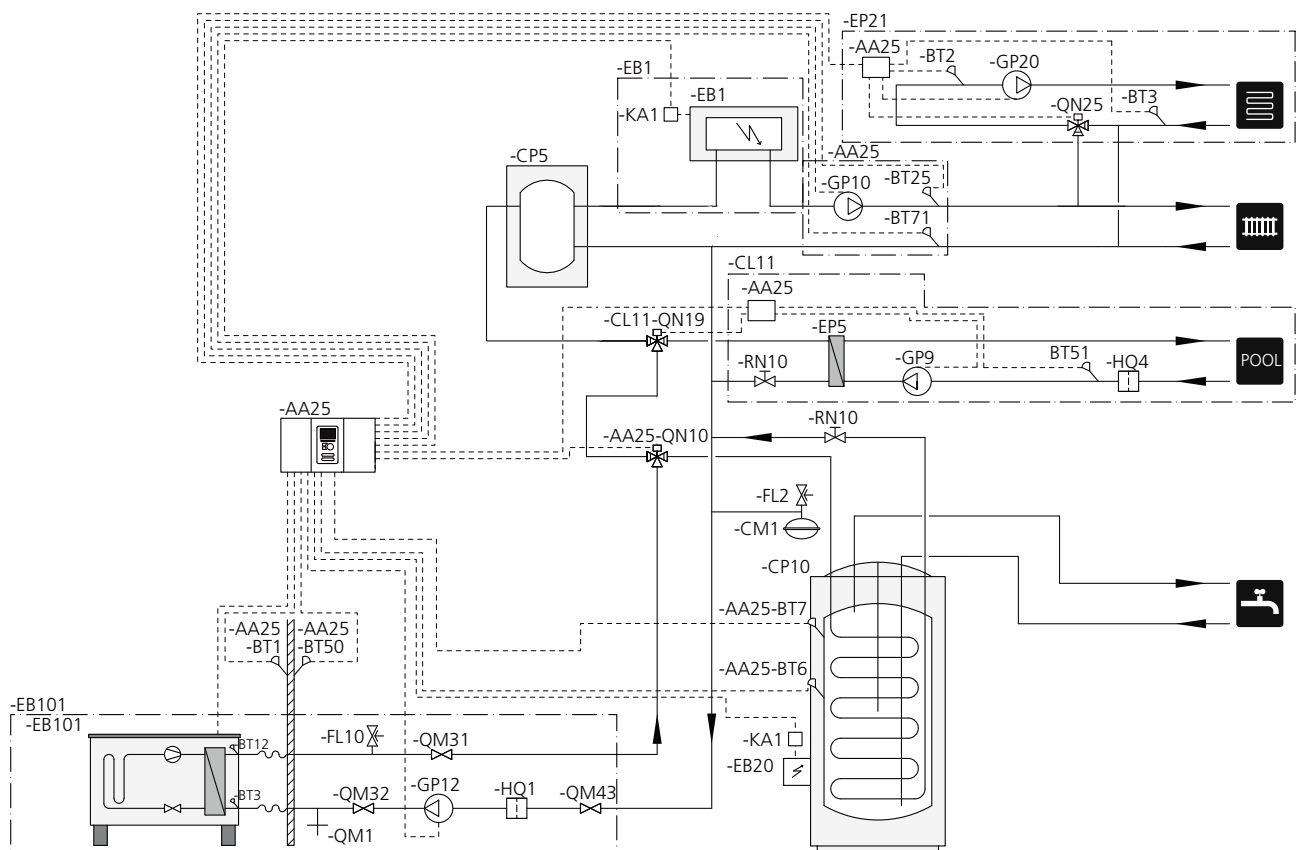 -EP21
-AA25
-BT2
-GP20
-BT3
-QN25
-EB1
-EB1
-KA1
-CP5
-AA25
-GP10
-BT25
-BT71
-CL11
-AA25
-CL11-QN19
-EP5
-RN10
-GP9
BT51
-HQ4
POOL
-AA25
-AA25-QN10
-RN10
-FL2
-CM1
-CP10
-AA25-BT7
-AA25
-BT1
-AA25
-BT50
-AA25-BT6
-EB101
-EB101
-BT12
-FL10
-QM31
-KA1
-EB20
-BT3
-QM32
-GP12
-HQ1
-QM43
-QM1